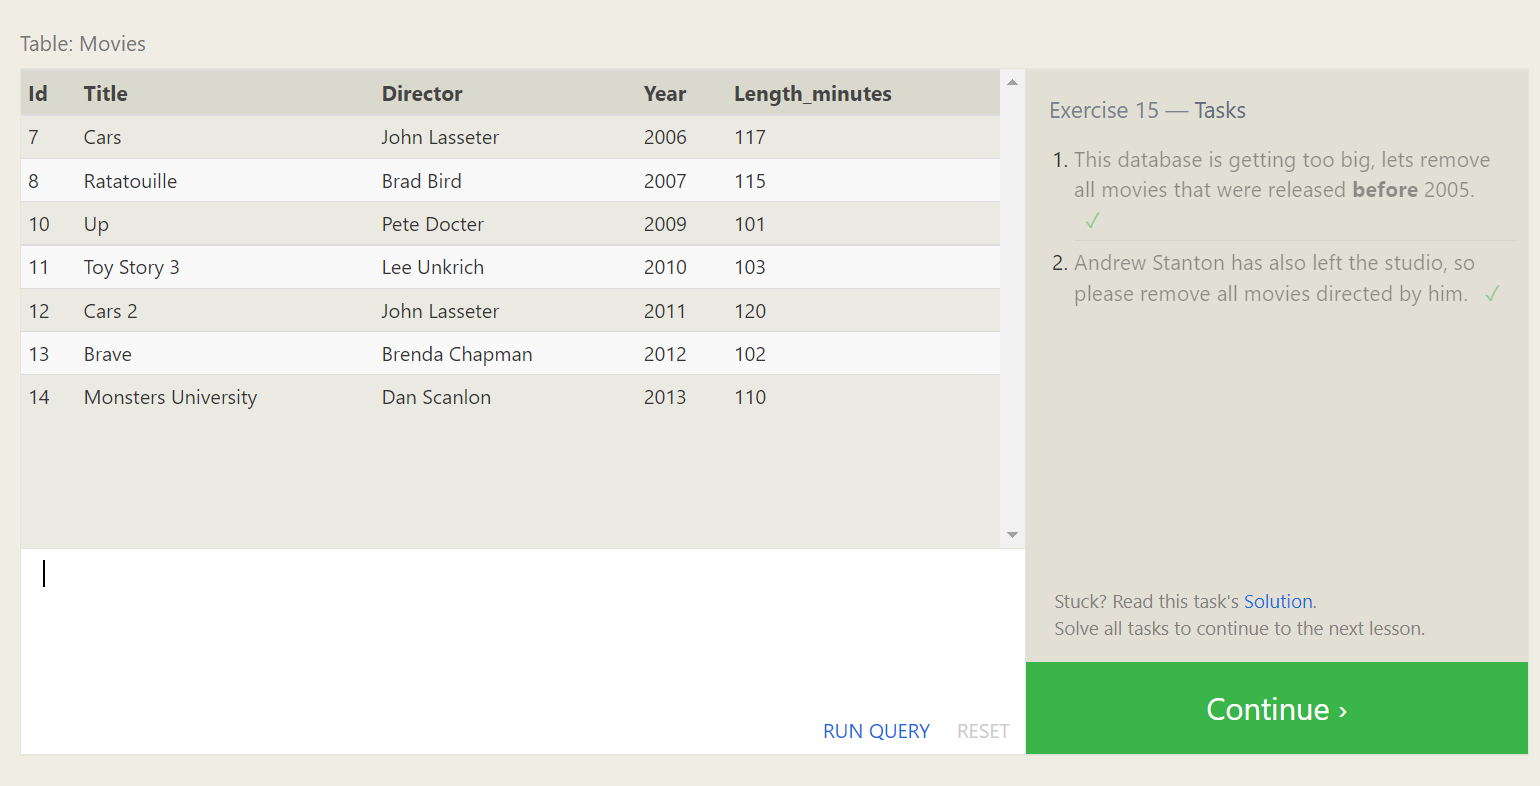 Table: Movies
Id Title Director Year Length_minutes
7 Cars John Lasseter 2006 117
8 Ratatouille Brad Bird 2007 115
10 Up Pete Docter 2009 101
11 Toy Story 3 Lee Unkrich 2010 103
12 Cars 2 John Lasseter 2011 120
13 Brave Brenda Chapman 2012 102
14 Monsters University Dan Scanlon 2013 110
RUN QUERY RESET
Exercise 15 — Tasks
1. This database is getting too big, lets remove
all movies that were released before 2005.
✓
2. Andrew Stanton has also left the studio, so
please remove all movies directed by him. ✓
Stuck? Read this task's Solution.
Solve all tasks to continue to the next lesson.
Continue ›